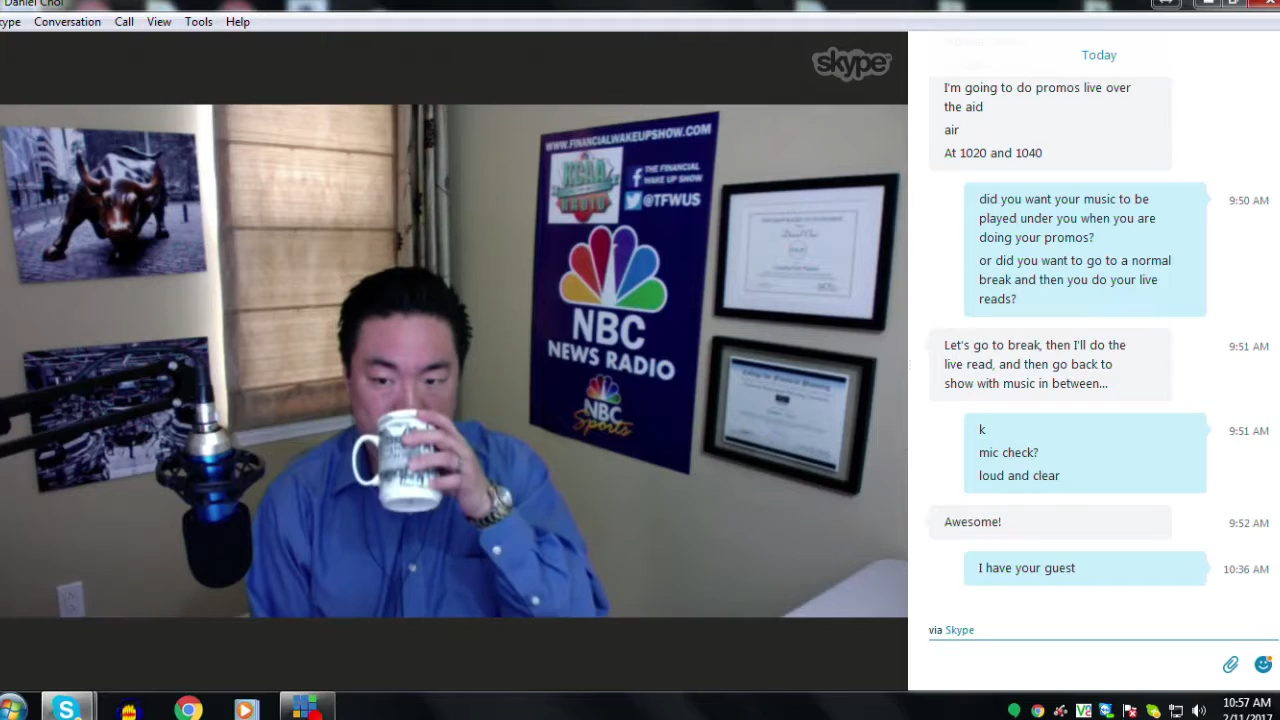 Daniel Choi
kype Conversation Call View Tools Help
skype
WWW.FINANCIALWAKEUPSHOW.COM
KCAA
RADIO
THE FINANCIAL
WAKE UP SHOW
@TFWUS
NBC
NEWS RADIO
NBC
Sports
Today
I'm going to do promos live over
the aid
air
At 1020 and 1040
did you want your music to be
played under you when you are
doing your promos?
or did you want to go to a normal
break and then you do your live
reads?
9:50 AM
Let's go to break, then I'll do the
live read, and then go back to
show with music in between...
9:51 AM
k
mic check?
loud and clear
9:51 AM
Awesome!
9:52 AM
I have your guest
10:36 AM
via Skype
10:57 AM
2/11/2017